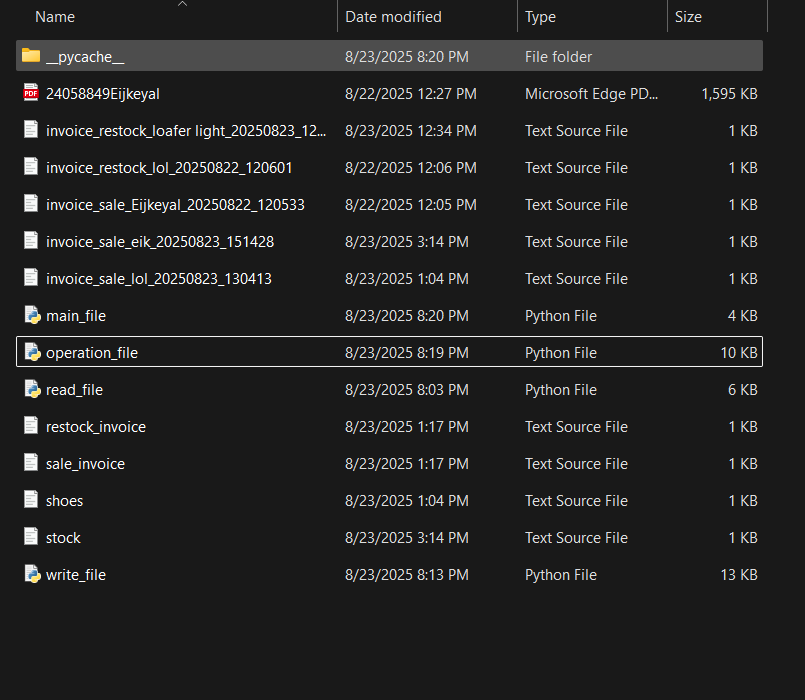 Name Date modified Type Size
__pycache__ 8/23/2025 8:20 PM File folder
PDF 24058849Eijkeyal 8/22/2025 12:27 PM Microsoft Edge PD... 1,595 KB
invoice_restock_loafer light_20250823_12... 8/23/2025 12:34 PM Text Source File 1 KB
invoice_restock_lol_20250822_120601 8/22/2025 12:06 PM Text Source File 1 KB
invoice_sale_Eijkeyal_20250822_120533 8/22/2025 12:05 PM Text Source File 1 KB
invoice_sale_eik_20250823_151428 8/23/2025 3:14 PM Text Source File 1 KB
invoice_sale_lol_20250823_130413 8/23/2025 1:04 PM Text Source File 1 KB
main_file 8/23/2025 8:20 PM Python File 4 KB
operation_file 8/23/2025 8:19 PM Python File 10 KB
read_file 8/23/2025 8:03 PM Python File 6 KB
restock_invoice 8/23/2025 1:17 PM Text Source File 1 KB
sale_invoice 8/23/2025 1:17 PM Text Source File 1 KB
shoes 8/23/2025 1:04 PM Text Source File 1 KB
stock 8/23/2025 3:14 PM Text Source File 1 KB
write_file 8/23/2025 8:13 PM Python File 13 KB